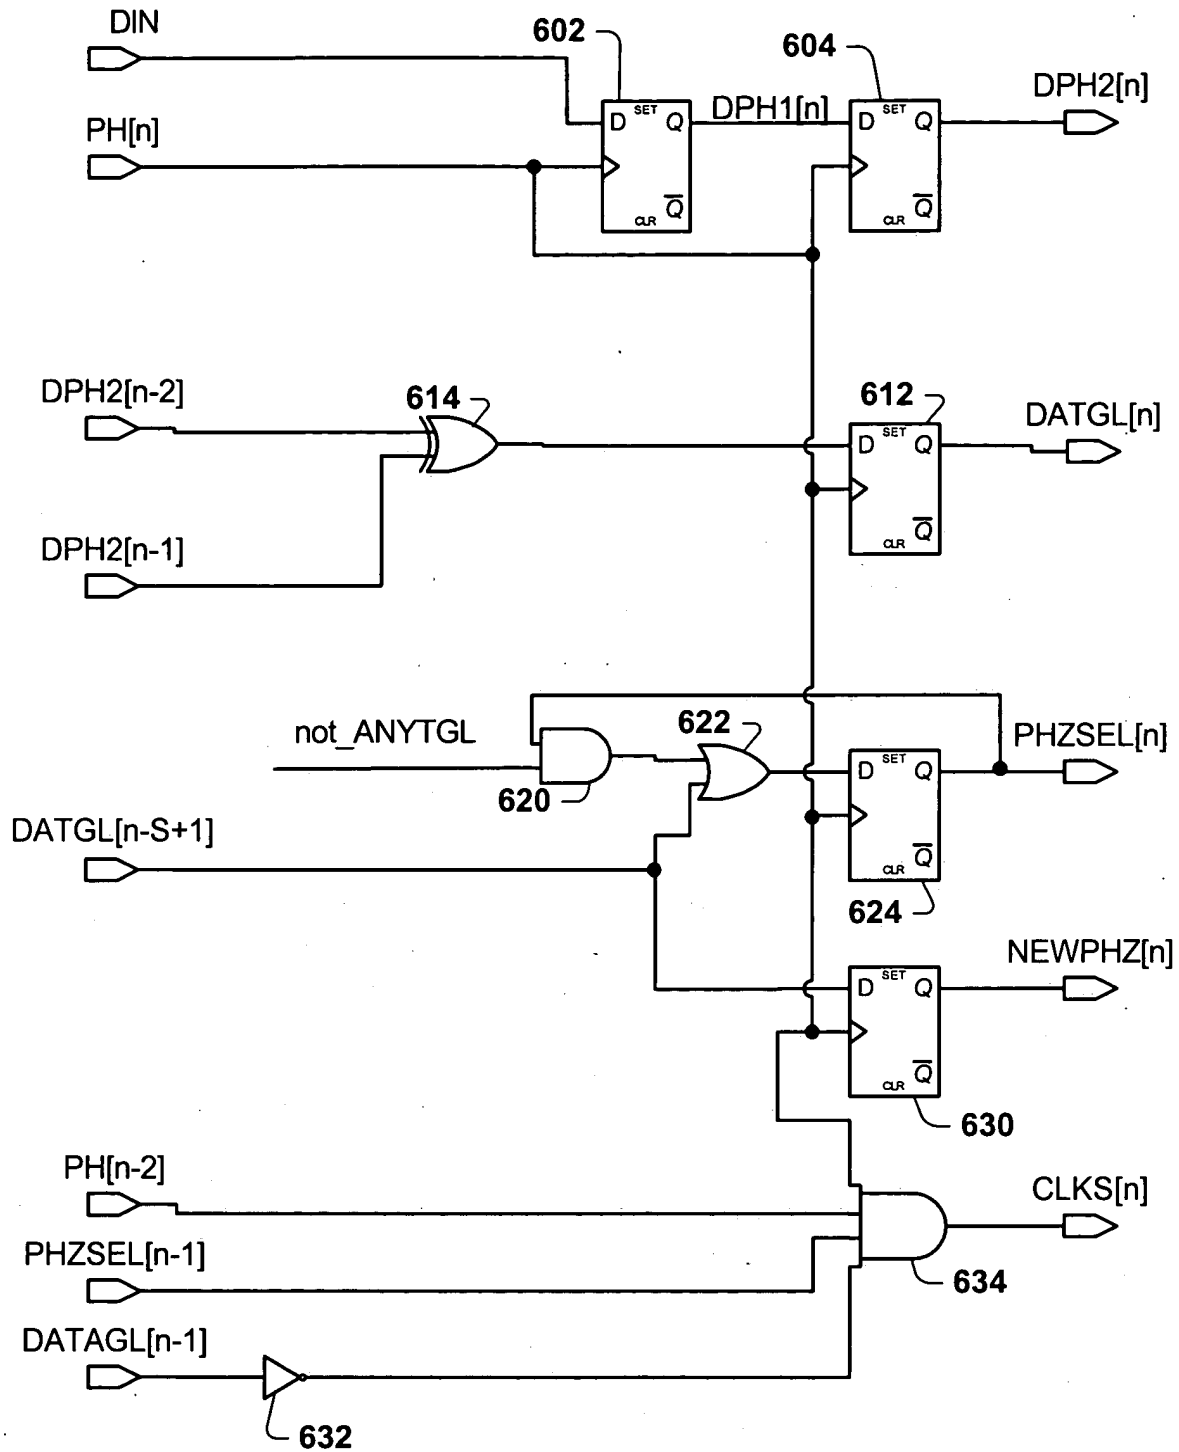 DIN
602
604
DPH2[n]
PH[n]
D SET Q
CLR Q
DPH1[n]
D SET Q
CLR Q
DPH2[n-2]
614
612
DATGL[n]
D SET Q
CLR Q
DPH2[n-1]
not_ANYTGL
620
622
PHZSEL[n]
D SET Q
CLR Q
624
DATGL[n-S+1]
NEWPHZ[n]
D SET Q
CLR Q
630
PH[n-2]
CLKS[n]
PHZSEL[n-1]
634
DATAGL[n-1]
632